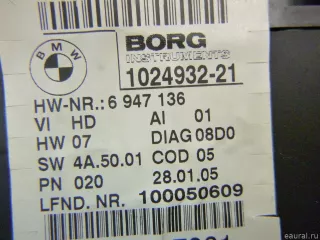 BMW
BORG
INSTRUMENTS
1024932-21
HW-NR.: 6 947 136
VI HD AI 01
HW 07 DIAG 08D0
SW 4A.50.01 COD 05
PN 020 28.01.05
LFND. NR. 100050609
eaural.ru